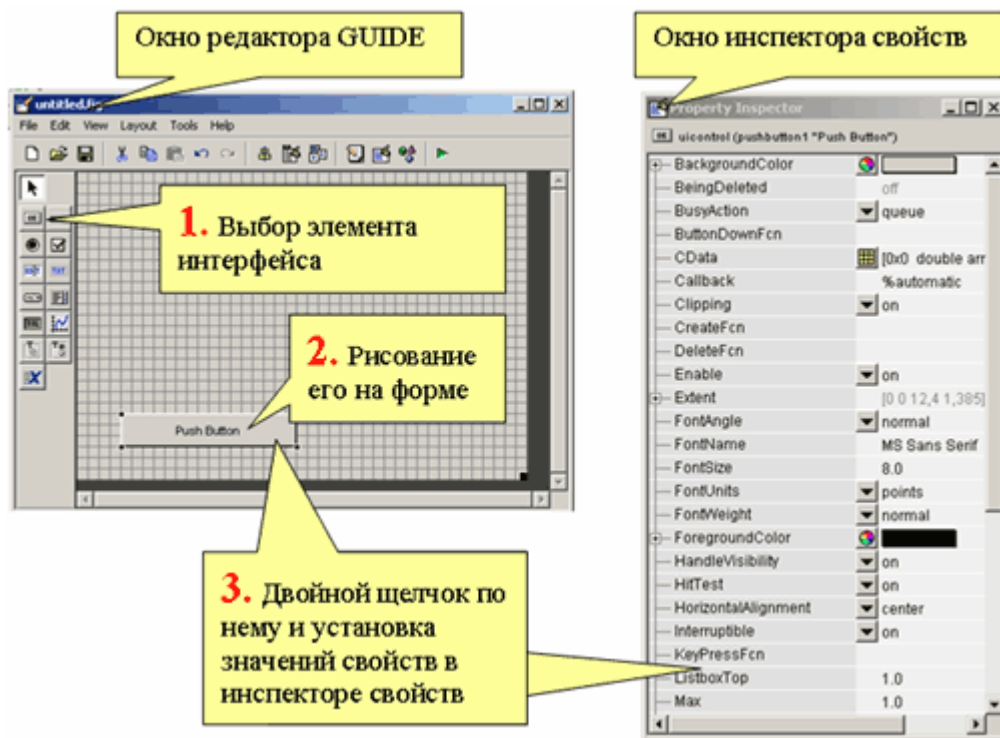 Окно редактора GUIDE
Окно инспектора свойств
untitled.fig
File Edit View Layout Tools Help
1. Выбор элемента
интерфейса
2. Рисование
его на форме
Push Button
3. Двойной щелчок по
нему и установка
значений свойств в
инспекторе свойств
Property Inspector
uicontrol (pushbutton1 "Push Button")
BackgroundColor
BeingDeleted off
BusyAction queue
ButtonDownFcn
CData [0x0 double arr
Callback %automatic
Clipping on
CreateFcn
DeleteFcn
Enable on
Extent [0 0 12,4 1,385]
FontAngle normal
FontName MS Sans Serif
FontSize 8.0
FontUnits points
FontWeight normal
ForegroundColor
HandleVisibility on
HitTest on
HorizontalAlignment center
Interruptible on
KeyPressFcn
ListboxTop 1.0
Max 1.0